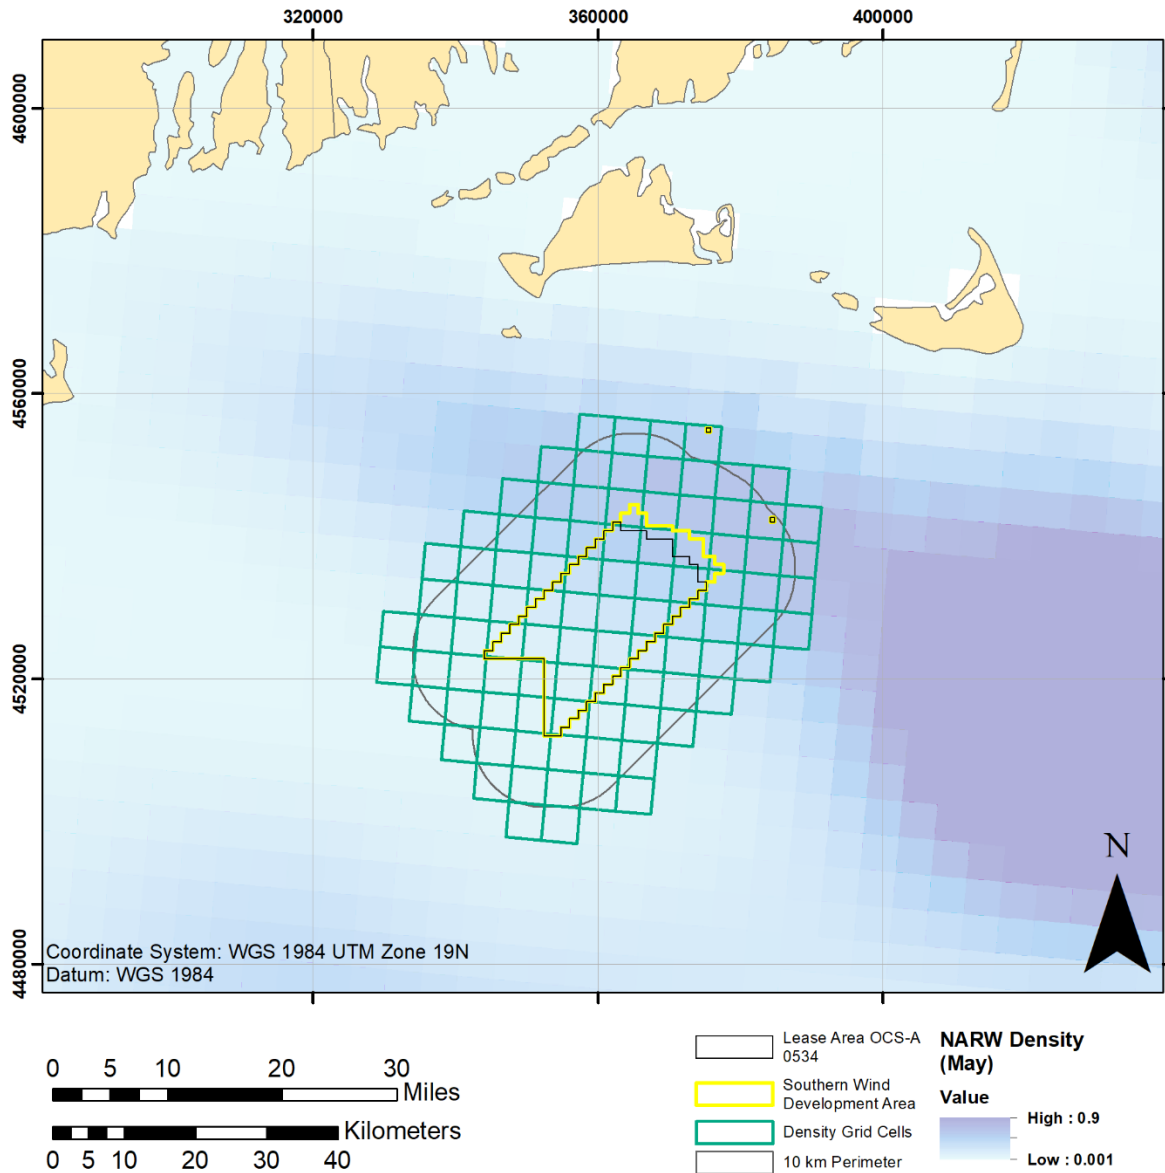 320000 360000 400000
4600000
4560000
4520000
4480000
N
Coordinate System: WGS 1984 UTM Zone 19N
Datum: WGS 1984
0 5 10 20 30
Miles
Kilometers
0 5 10 20 30 40
Lease Area OCS-A
0534
Southern Wind
Development Area
Density Grid Cells
10 km Perimeter
NARW Density
(May)
Value
High : 0.9
Low : 0.001